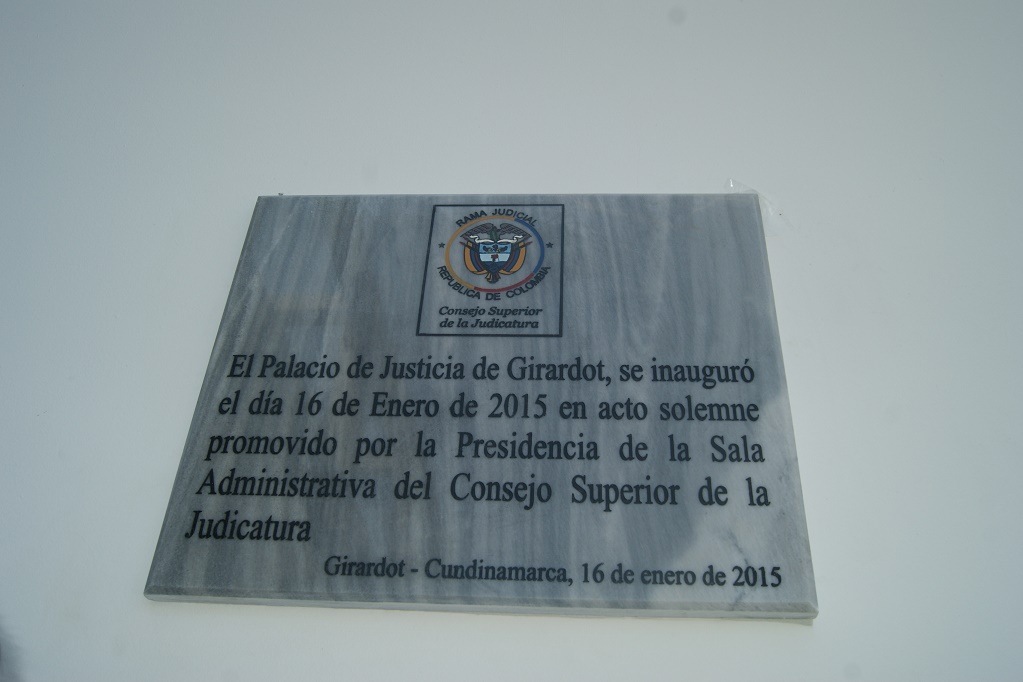 RAMA JUDICIAL
REPUBLICA DE COLOMBIA
Consejo Superior
de la Judicatura
El Palacio de Justicia de Girardot, se inauguró
el día 16 de Enero de 2015 en acto solemne
promovido por la Presidencia de la Sala
Administrativa del Consejo Superior de la
Judicatura
Girardot - Cundinamarca, 16 de enero de 2015